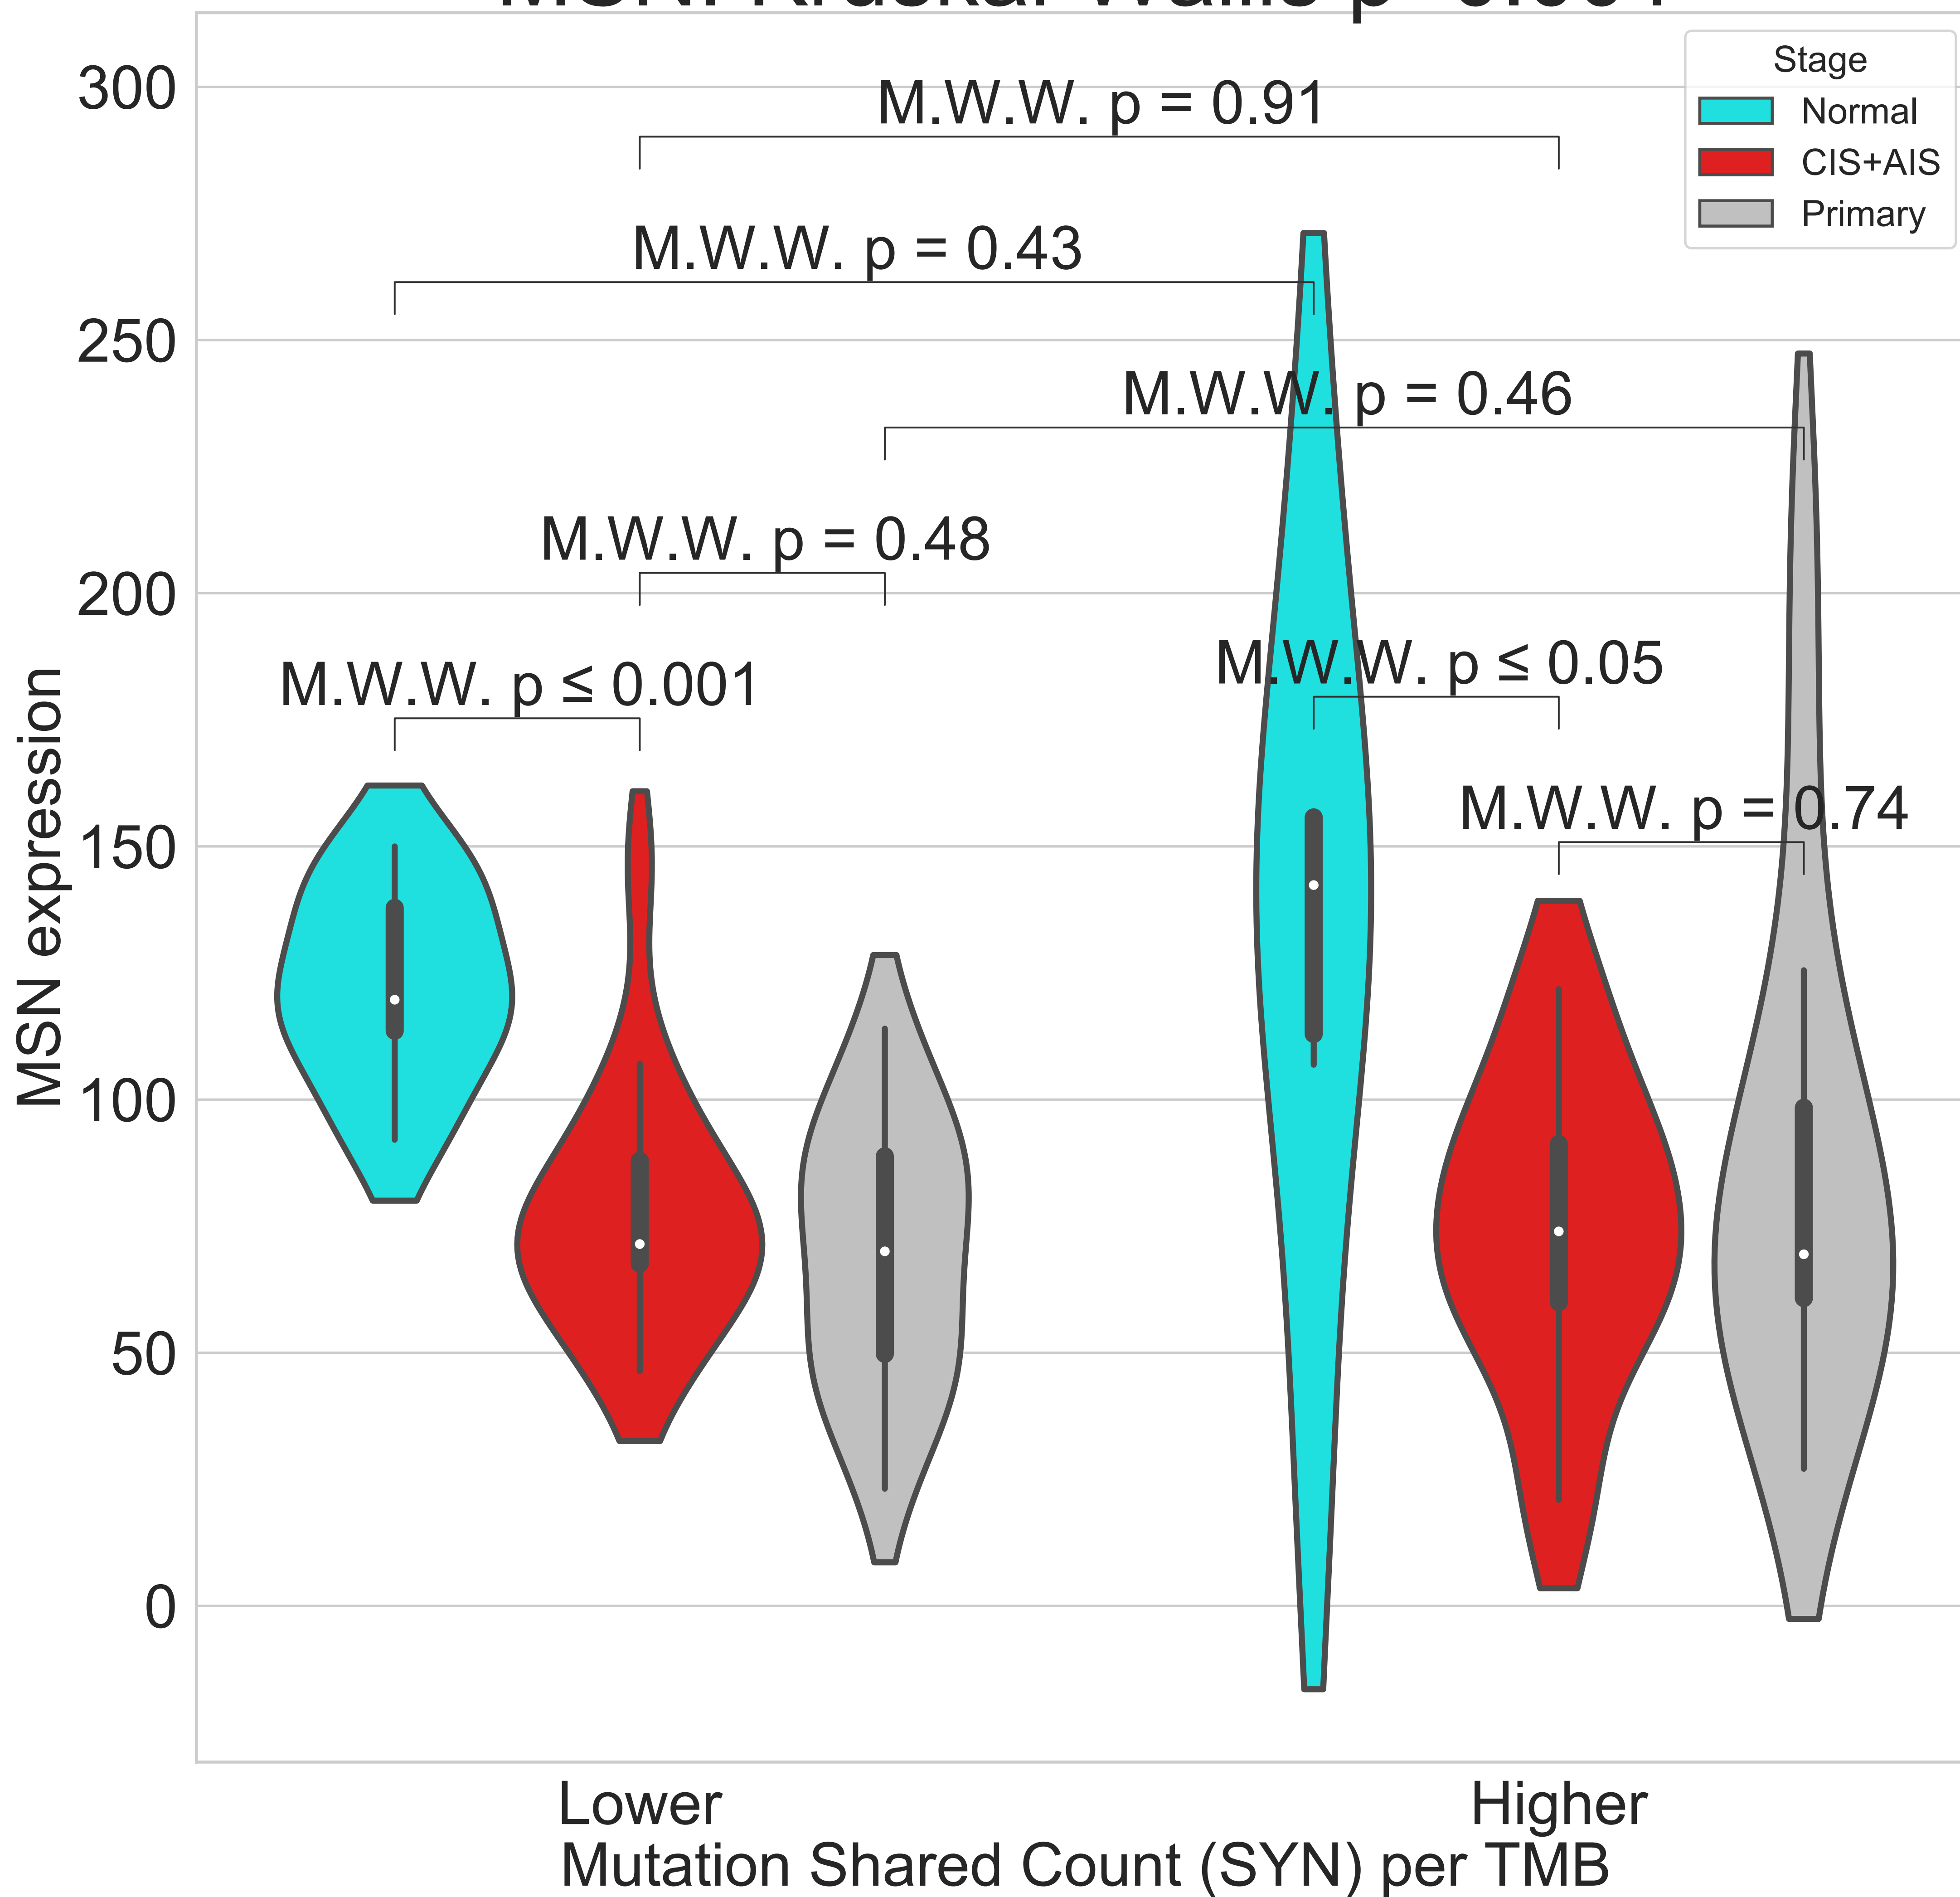 Stage
Normal
CIS+AIS
Primary
300
250
200
150
100
50
0
MSN expression
M.W.W. p = 0.91
M.W.W. p = 0.43
M.W.W. p = 0.46
M.W.W. p = 0.48
M.W.W. p ≤ 0.001
M.W.W. p ≤ 0.05
M.W.W. p = 0.74
Lower
Higher
Mutation Shared Count (SYN) per TMB